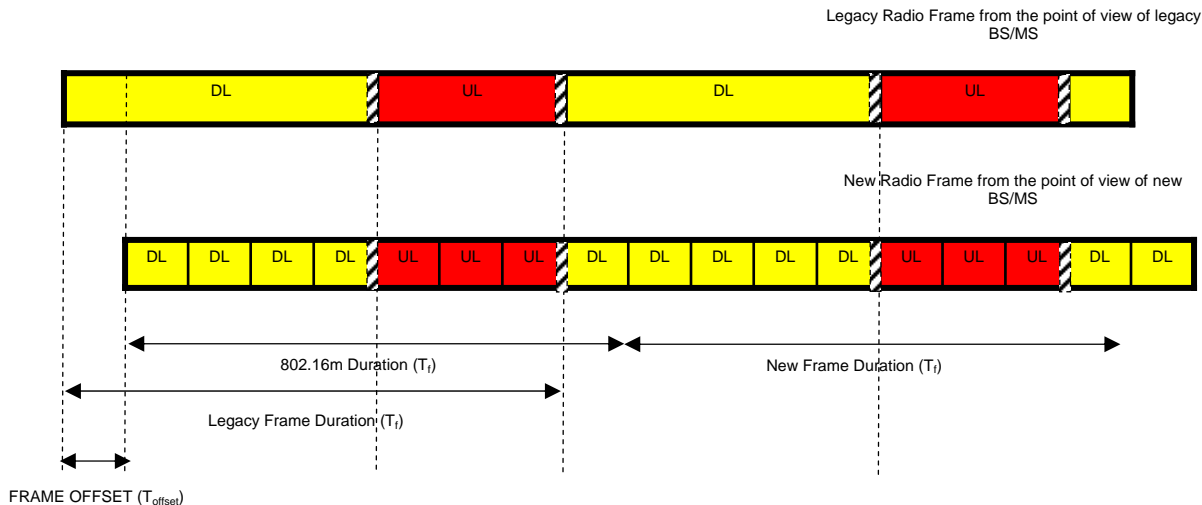 Legacy Radio Frame from the point of view of legacy
BS/MS
DL UL DL UL
New Radio Frame from the point of view of new
BS/MS
DL DL DL DL UL UL UL DL DL DL DL DL UL UL UL DL DL
802.16m Duration (Tf)
New Frame Duration (Tf)
Legacy Frame Duration (Tf)
FRAME OFFSET (Toffset)